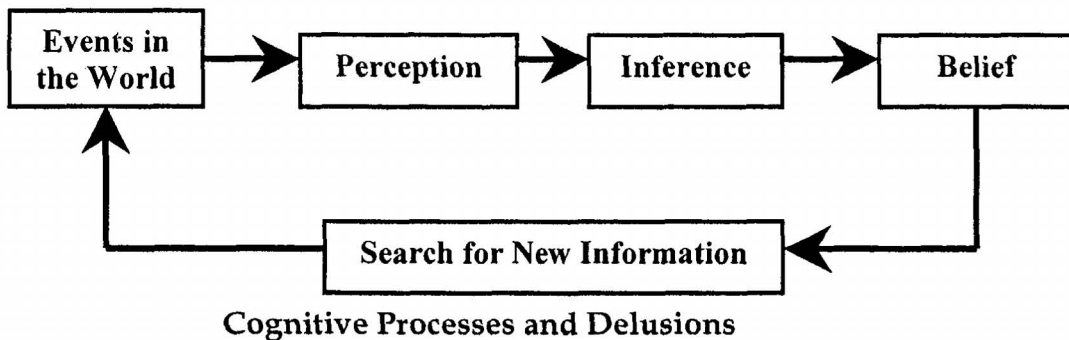 Events in
the World
Perception
Inference
Belief
Search for New Information
Cognitive Processes and Delusions